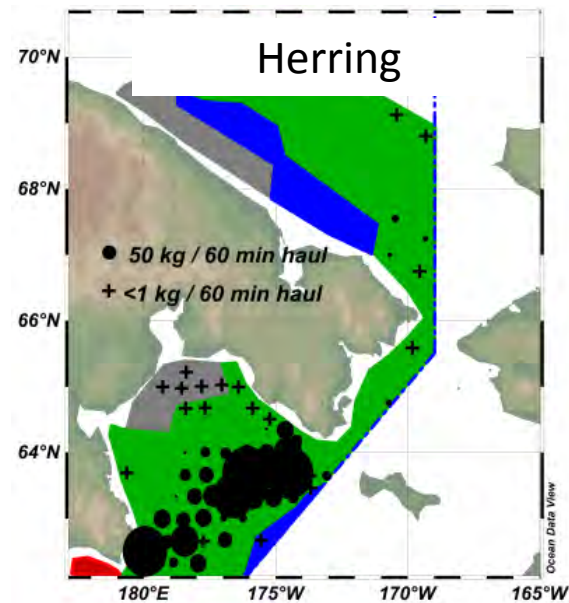 Herring
70°N
68°N
● 50 kg / 60 min haul
+ <1 kg / 60 min haul
66°N
64°N
Ocean Data View
180°E 175°W 170°W 165°W